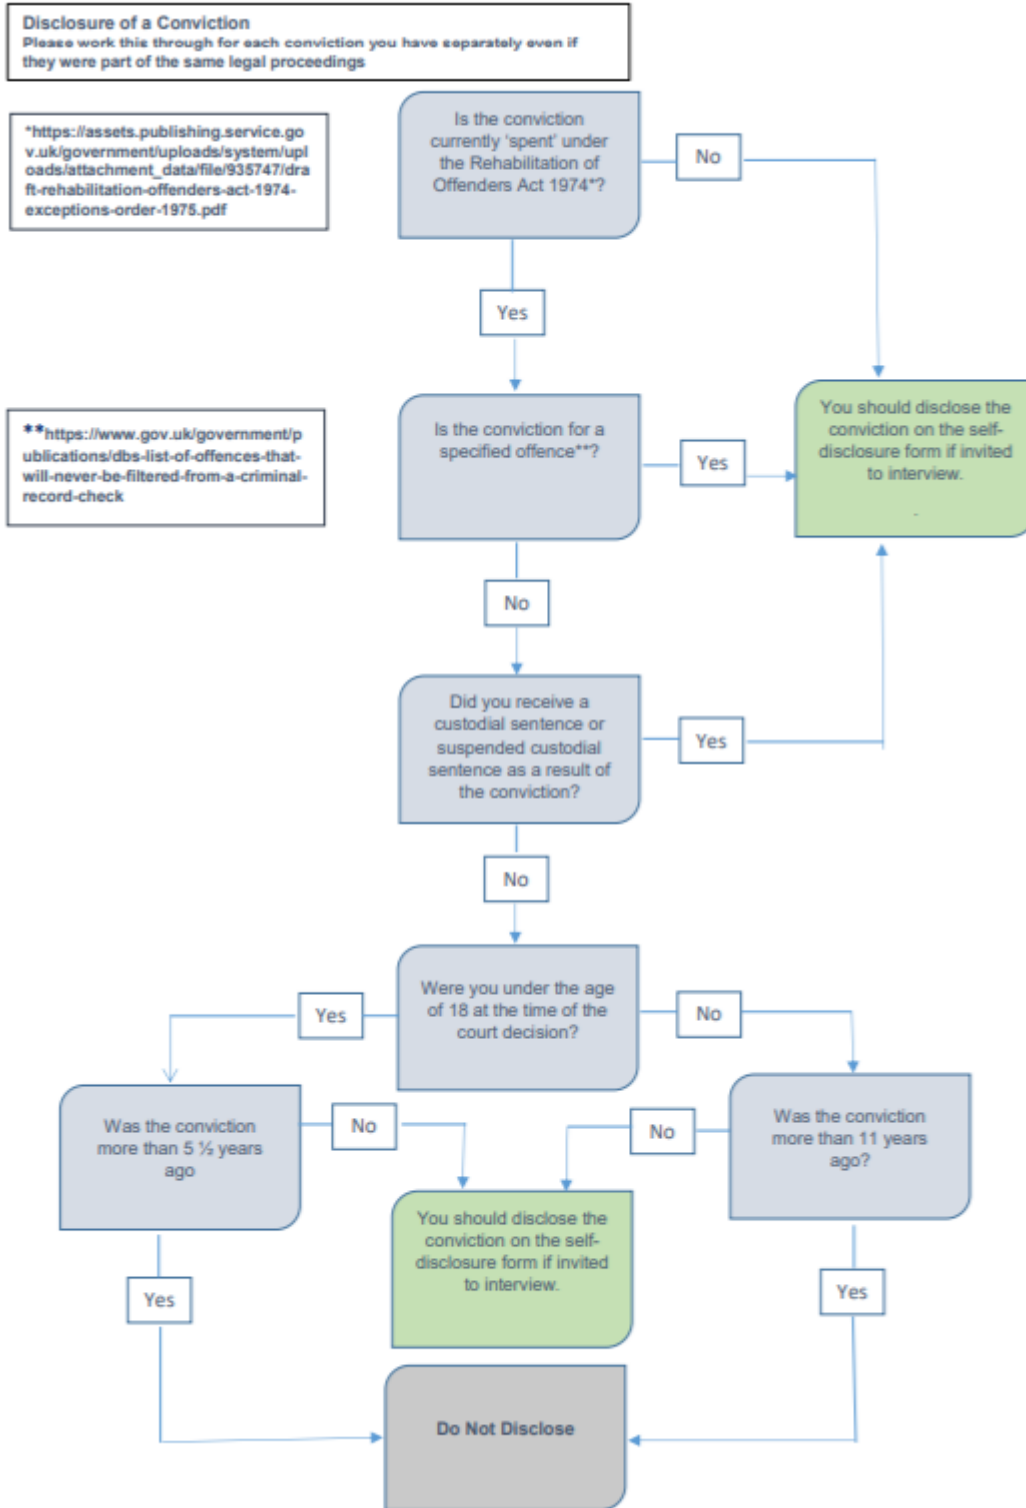 Disclosure of a Conviction
Please work this through for each conviction you have separately even if
they were part of the same legal proceedings
*https://assets.publishing.service.go
v.uk/government/uploads/system/upl
oads/attachment_data/file/935747/dra
ft-rehabilitation-offenders-act-1974-
exceptions-order-1975.pdf
Is the conviction
currently ‘spent’ under
the Rehabilitation of
Offenders Act 1974*?
No
Yes
**https://www.gov.uk/government/p
ublications/dbs-list-of-offences-that-
will-never-be-filtered-from-a-criminal-
record-check
Is the conviction for a
specified offence**?
Yes
You should disclose the
conviction on the self-
disclosure form if invited
to interview.
.
No
Did you receive a
custodial sentence or
suspended custodial
sentence as a result of
the conviction?
Yes
No
Were you under the age
of 18 at the time of the
court decision?
Yes
No
Was the conviction
more than 5 ½ years
ago
No
No
Was the conviction
more than 11 years
ago?
You should disclose the
conviction on the self-
disclosure form if invited
to interview.
Yes
Yes
Do Not Disclose